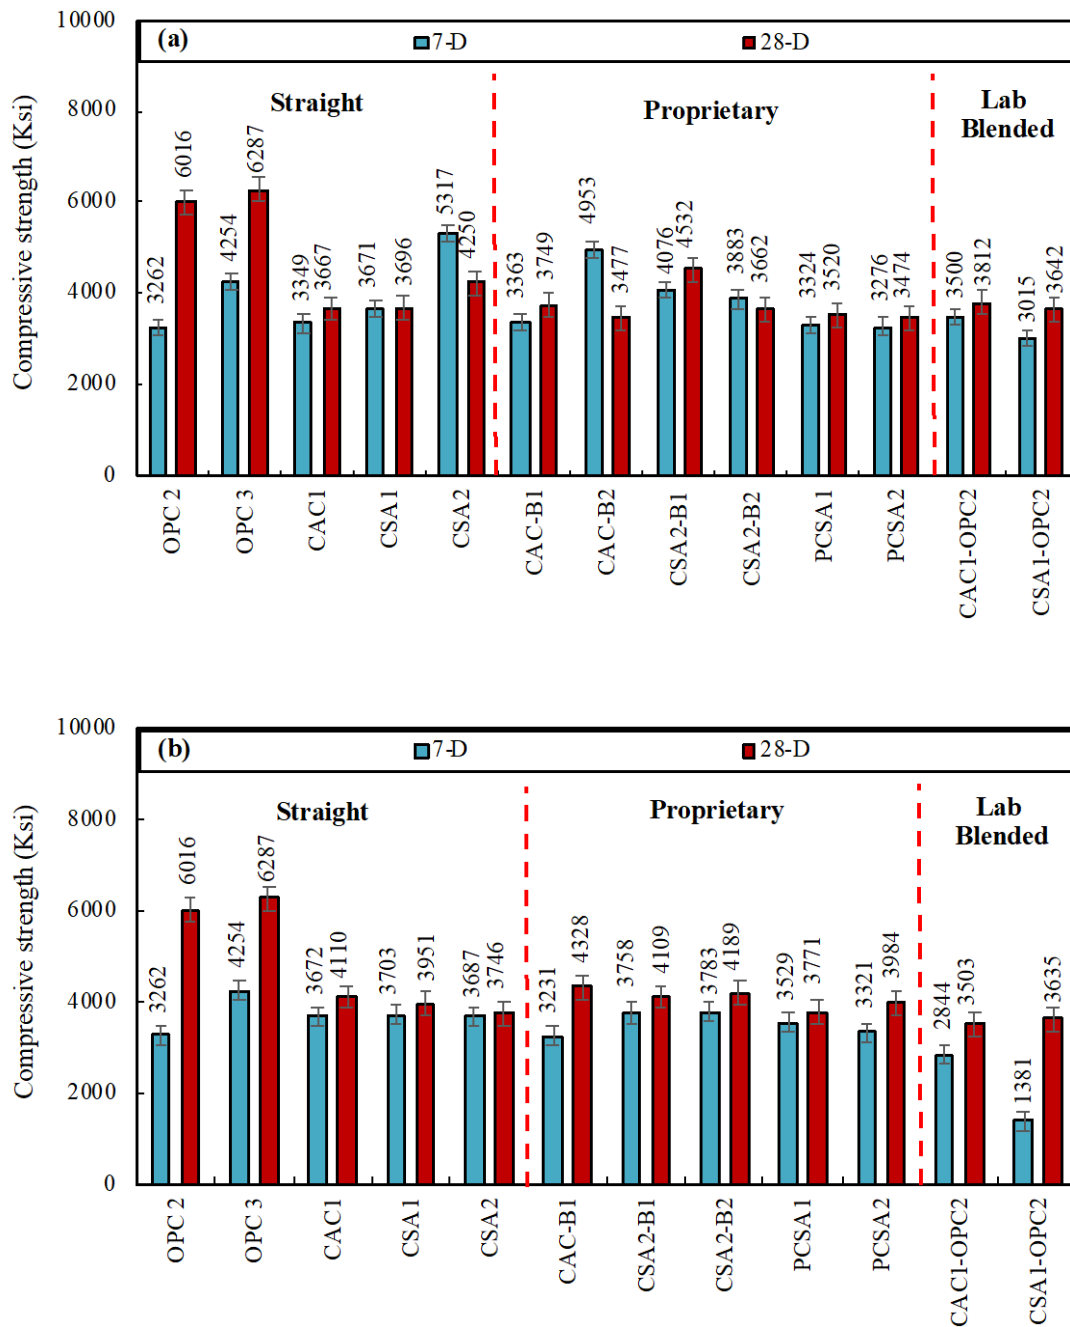 10000
(a)
7-D
28-D
8000
6000
4000
2000
0
Compressive strength (Ksi)
Straight
Proprietary
Lab
Blended
3262
6016
4254
6287
3349
3667
3671
3696
5317
4250
3363
3749
4953
3477
4076
4532
3883
3662
3324
3520
3276
3474
3500
3812
3015
3642
OPC 2
OPC 3
CAC1
CSA1
CSA2
CAC-B1
CAC-B2
CSA2-B1
CSA2-B2
PCSA1
PCSA2
CAC1-OPC2
CSA1-OPC2
10000
(b)
7-D
28-D
8000
6000
4000
2000
0
Compressive strength (Ksi)
Straight
Proprietary
Lab
Blended
3262
6016
4254
6287
3672
4110
3703
3951
3687
3746
3231
4328
3758
4109
3783
4189
3529
3771
3321
3984
2844
3503
1381
3635
OPC 2
OPC 3
CAC1
CSA1
CSA2
CAC-B1
CSA2-B1
CSA2-B2
PCSA1
PCSA2
CAC1-OPC2
CSA1-OPC2